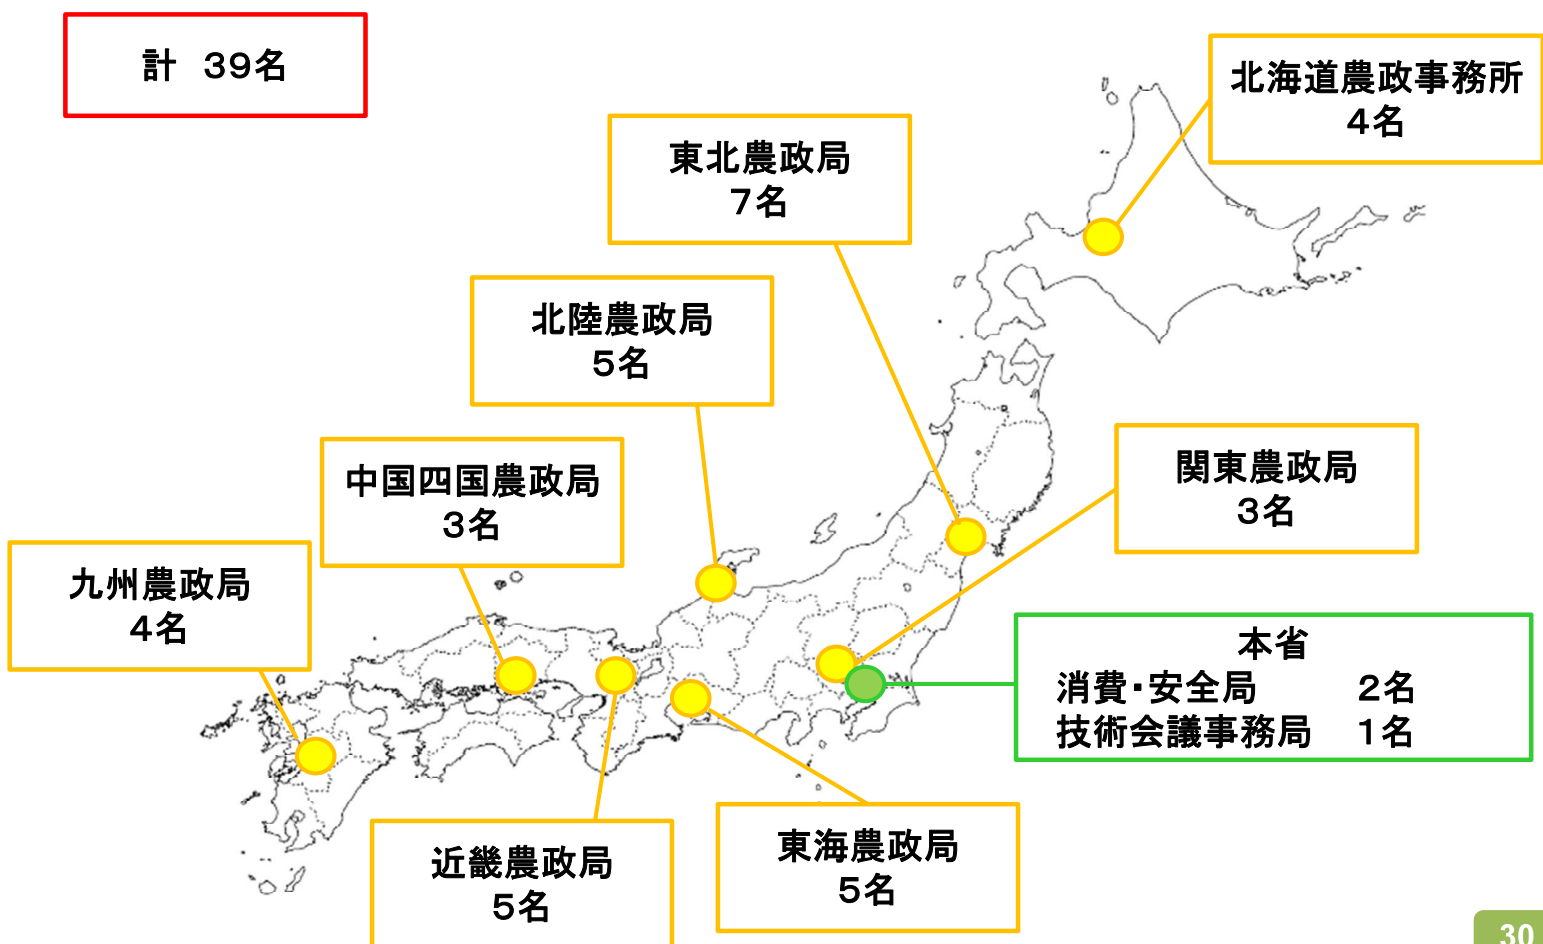 計　３９名
北海道農政事務所
４名
東北農政局
７名
北陸農政局
５名
中国四国農政局
３名
関東農政局
３名
九州農政局
４名
本省
消費・安全局　２名
技術会議事務局　１名
近畿農政局
５名
東海農政局
５名
30